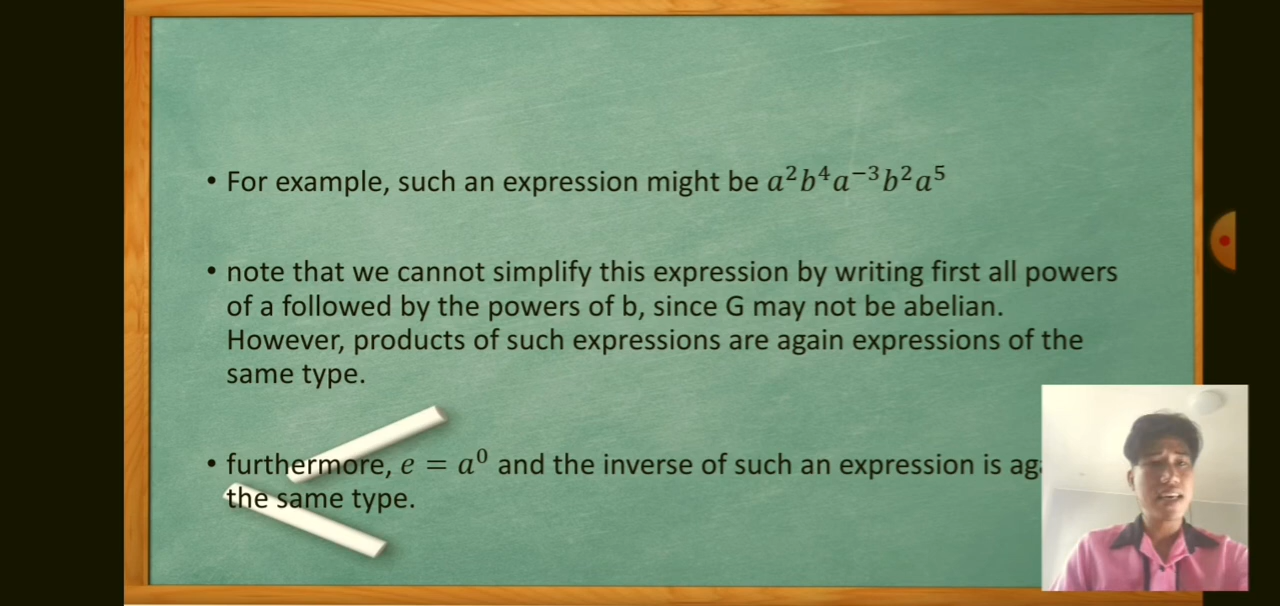 • For example, such an expression might be a²b⁴a⁻³b²a⁵
• note that we cannot simplify this expression by writing first all powers
of a followed by the powers of b, since G may not be abelian.
However, products of such expressions are again expressions of the
same type.
• furthermore, e = a⁰ and the inverse of such an expression is
the same type.